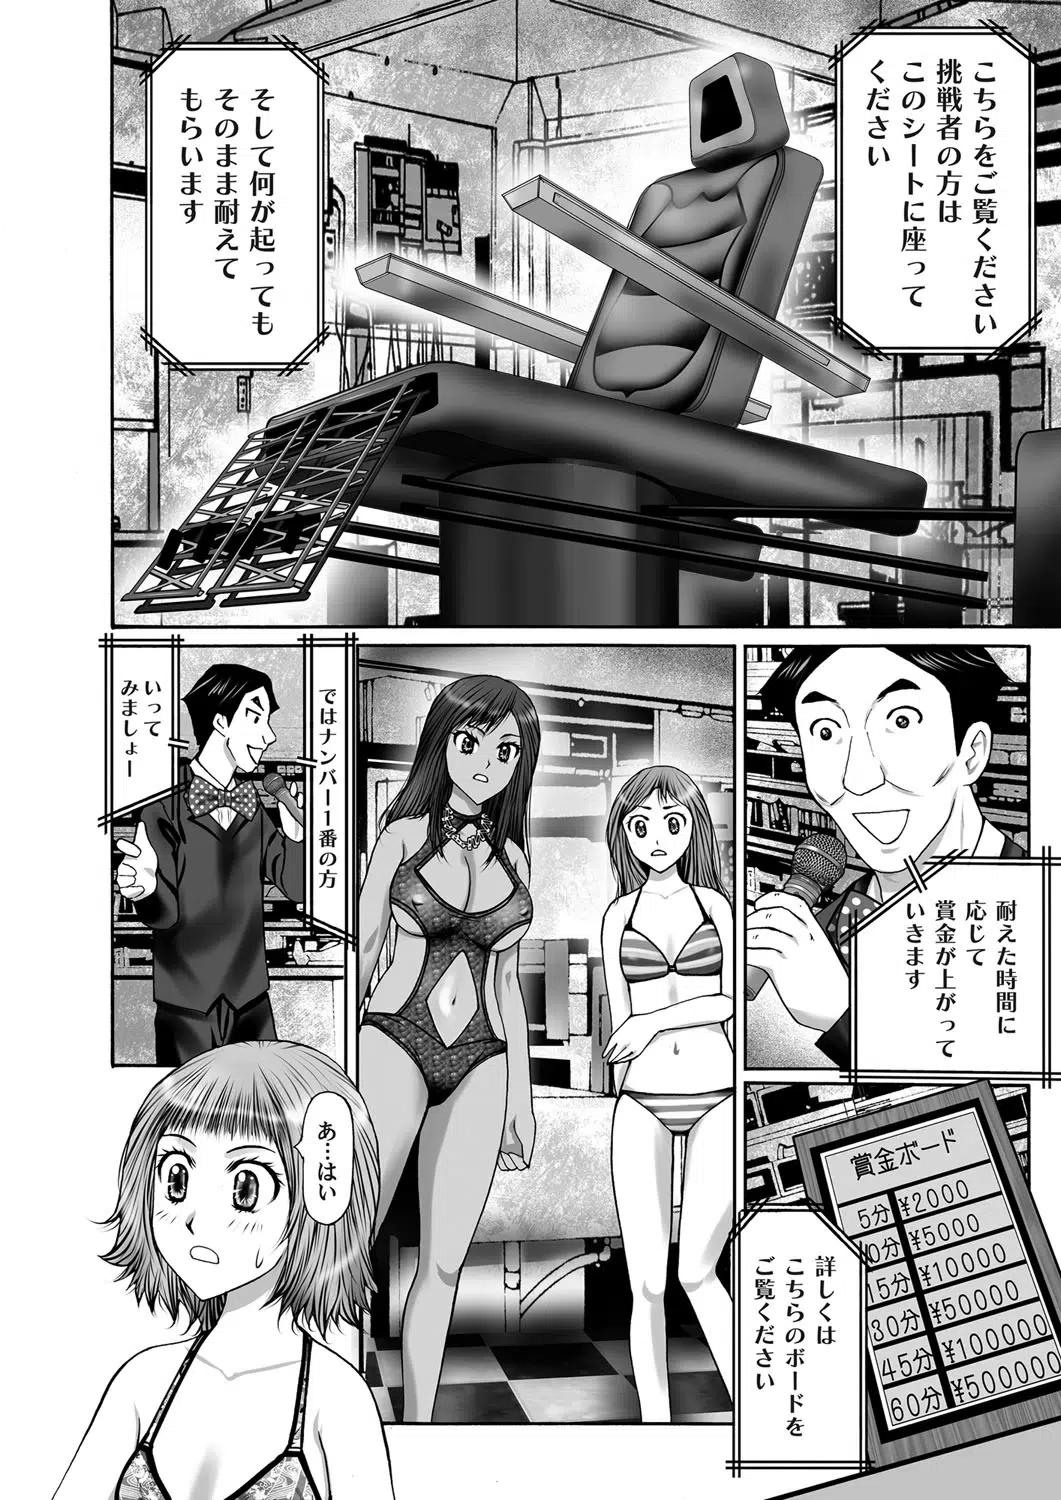 こちらをご覧ください
挑戦者の方は
このシートに座って
ください
そして何が起っても
そのまま耐えて
もらいます
耐えた時間に
応じて
賞金が上がって
いきます
詳しくは
こちらのボードを
ご覧ください
賞金ボード
5分 ¥2000
0分 ¥5000
15分 ¥10000
30分 ¥50000
45分 ¥100000
60分 ¥500000
ではナンバー1番の方
いって
みましょー
あ…はい